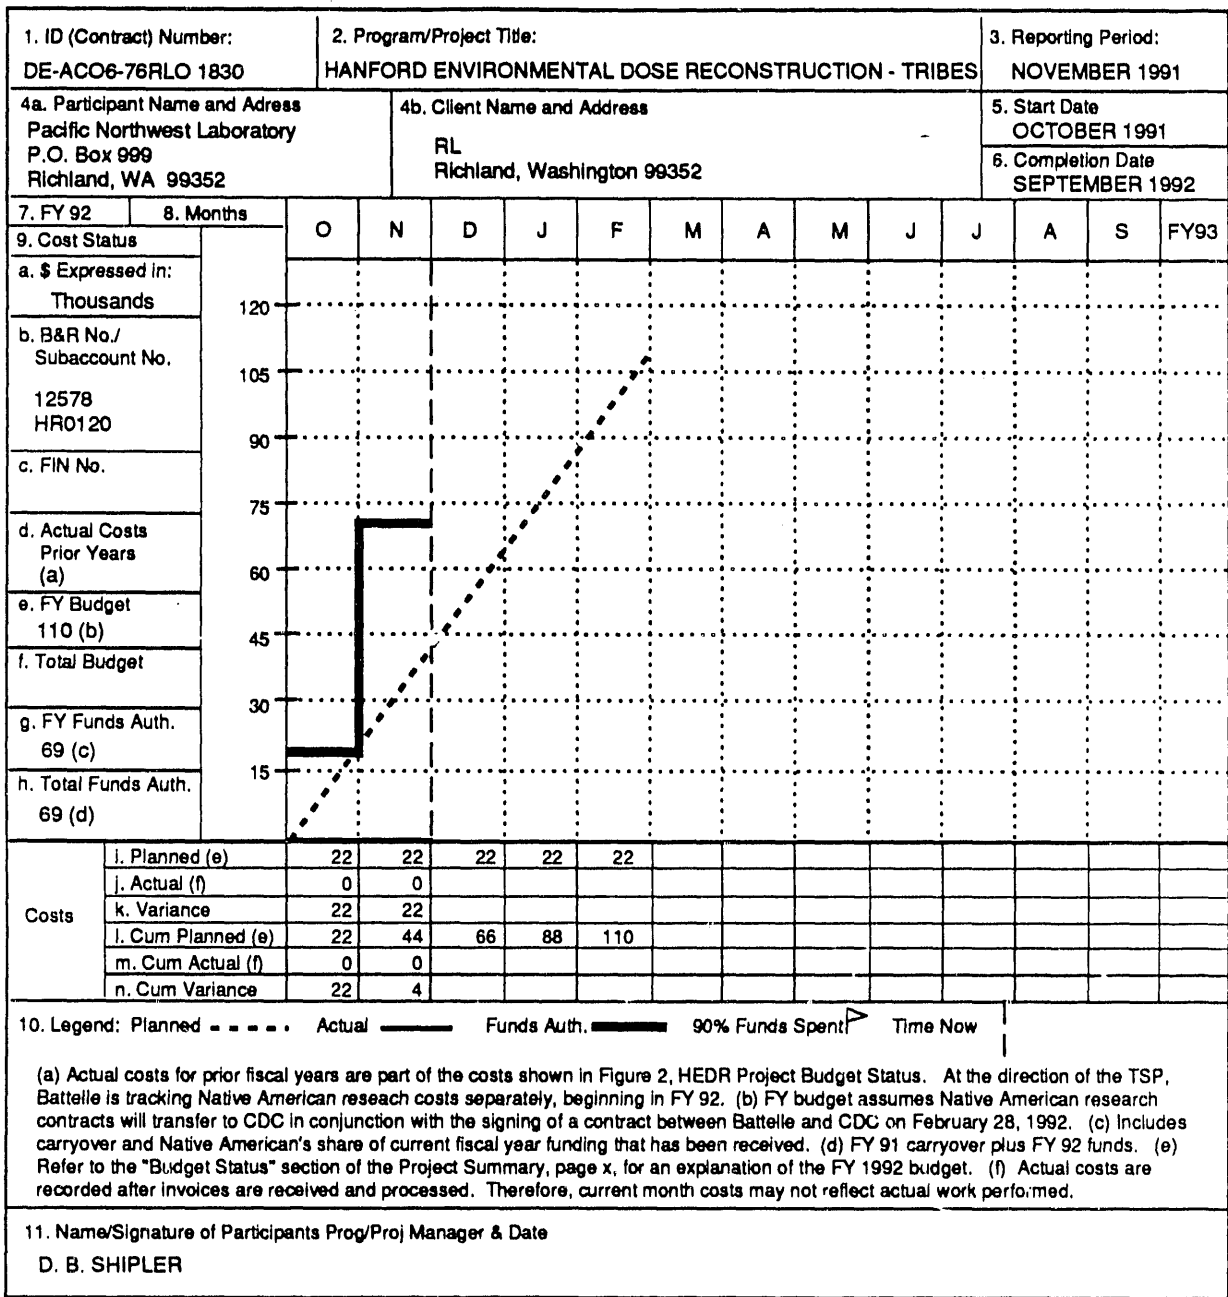 1. ID (Contract) Number:
DE-ACO6-76RLO 1830
2. Program/Project Title:
HANFORD ENVIRONMENTAL DOSE RECONSTRUCTION - TRIBES
3. Reporting Period:
NOVEMBER 1991
4a. Participant Name and Adress
Pacific Northwest Laboratory
P.O. Box 999
Richland, WA 99352
4b. Client Name and Address
RL
Richland, Washington 99352
5. Start Date
OCTOBER 1991
6. Completion Date
SEPTEMBER 1992
7. FY 92
8. Months
O N D J F M A M J J A S FY93
9. Cost Status
a. $ Expressed in:
Thousands
b. B&R No./
Subaccount No.
12578
HR0120
c. FIN No.
d. Actual Costs
Prior Years
(a)
e. FY Budget
110 (b)
f. Total Budget
g. FY Funds Auth.
69 (c)
h. Total Funds Auth.
69 (d)
120
105
90
75
60
45
30
15
Costs
i. Planned (e) 22 22 22 22 22
j. Actual (f) 0 0
k. Variance 22 22
l. Cum Planned (e) 22 44 66 88 110
m. Cum Actual (f) 0 0
n. Cum Variance 22 4
10. Legend: Planned Actual Funds Auth. 90% Funds Spent Time Now
(a) Actual costs for prior fiscal years are part of the costs shown in Figure 2, HEDR Project Budget Status. At the direction of the TSP,
Battelle is tracking Native American reseach costs separately, beginning in FY 92. (b) FY budget assumes Native American research
contracts will transfer to CDC in conjunction with the signing of a contract between Battelle and CDC on February 28, 1992. (c) Includes
carryover and Native American's share of current fiscal year funding that has been received. (d) FY 91 carryover plus FY 92 funds. (e)
Refer to the "Budget Status" section of the Project Summary, page x, for an explanation of the FY 1992 budget. (f) Actual costs are
recorded after invoices are received and processed. Therefore, current month costs may not reflect actual work performed.
11. Name/Signature of Participants Prog/Proj Manager & Date
D. B. SHIPLER